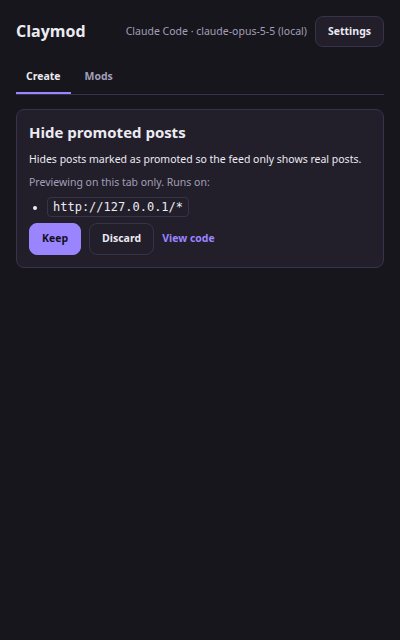 Claymod
Claude Code · claude-opus-5-5 (local)
Settings
Create
Mods
Hide promoted posts
Hides posts marked as promoted so the feed only shows real posts.
Previewing on this tab only. Runs on:
• http://127.0.0.1/*
Keep
Discard
View code